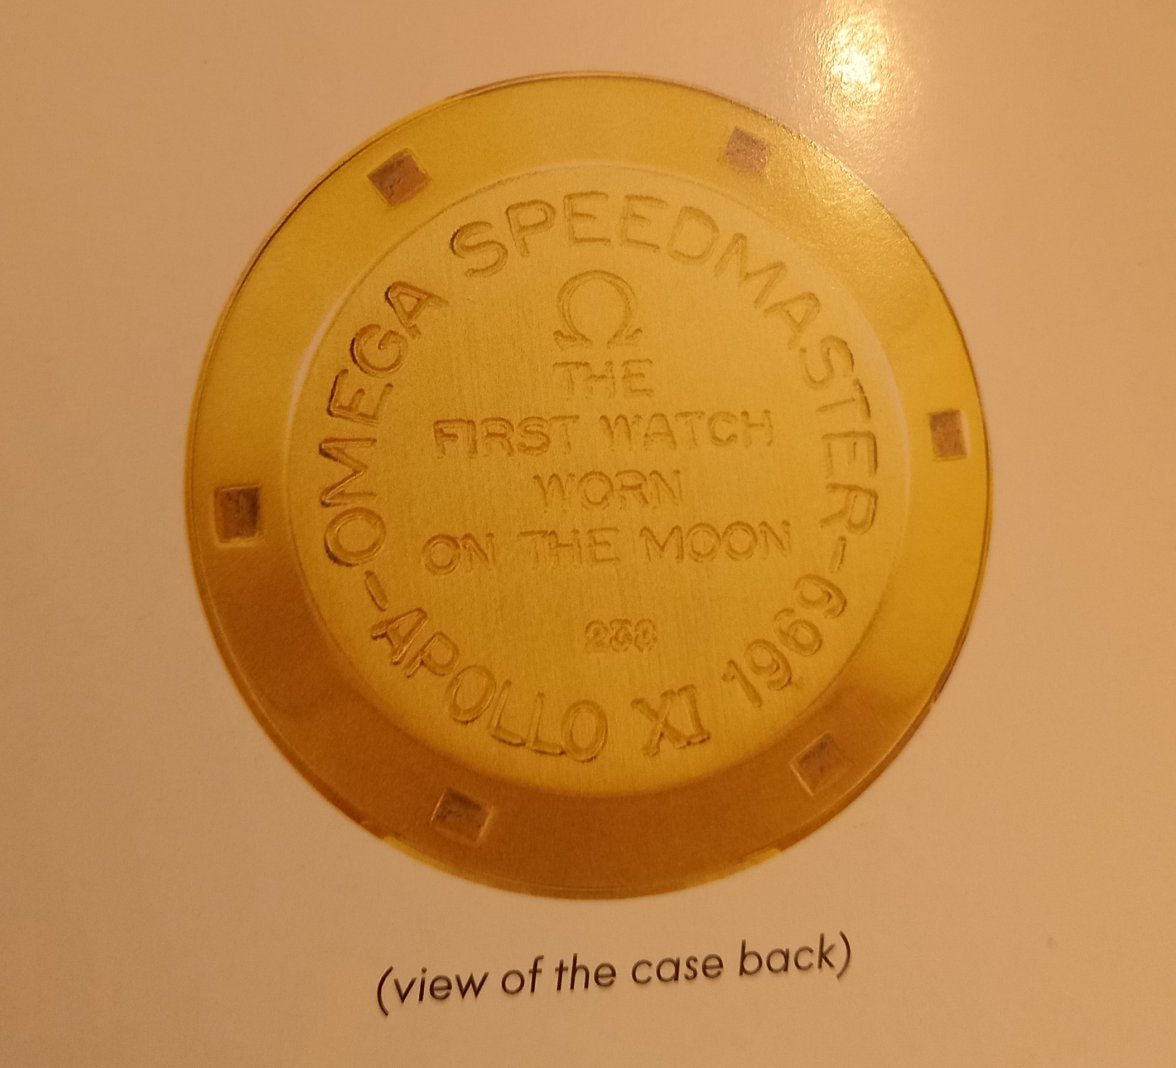 OMEGA SPEEDMASTER
Ω
THE
FIRST WATCH
WORN
ON THE MOON
-APOLLO XI 1969-
(view of the case back)